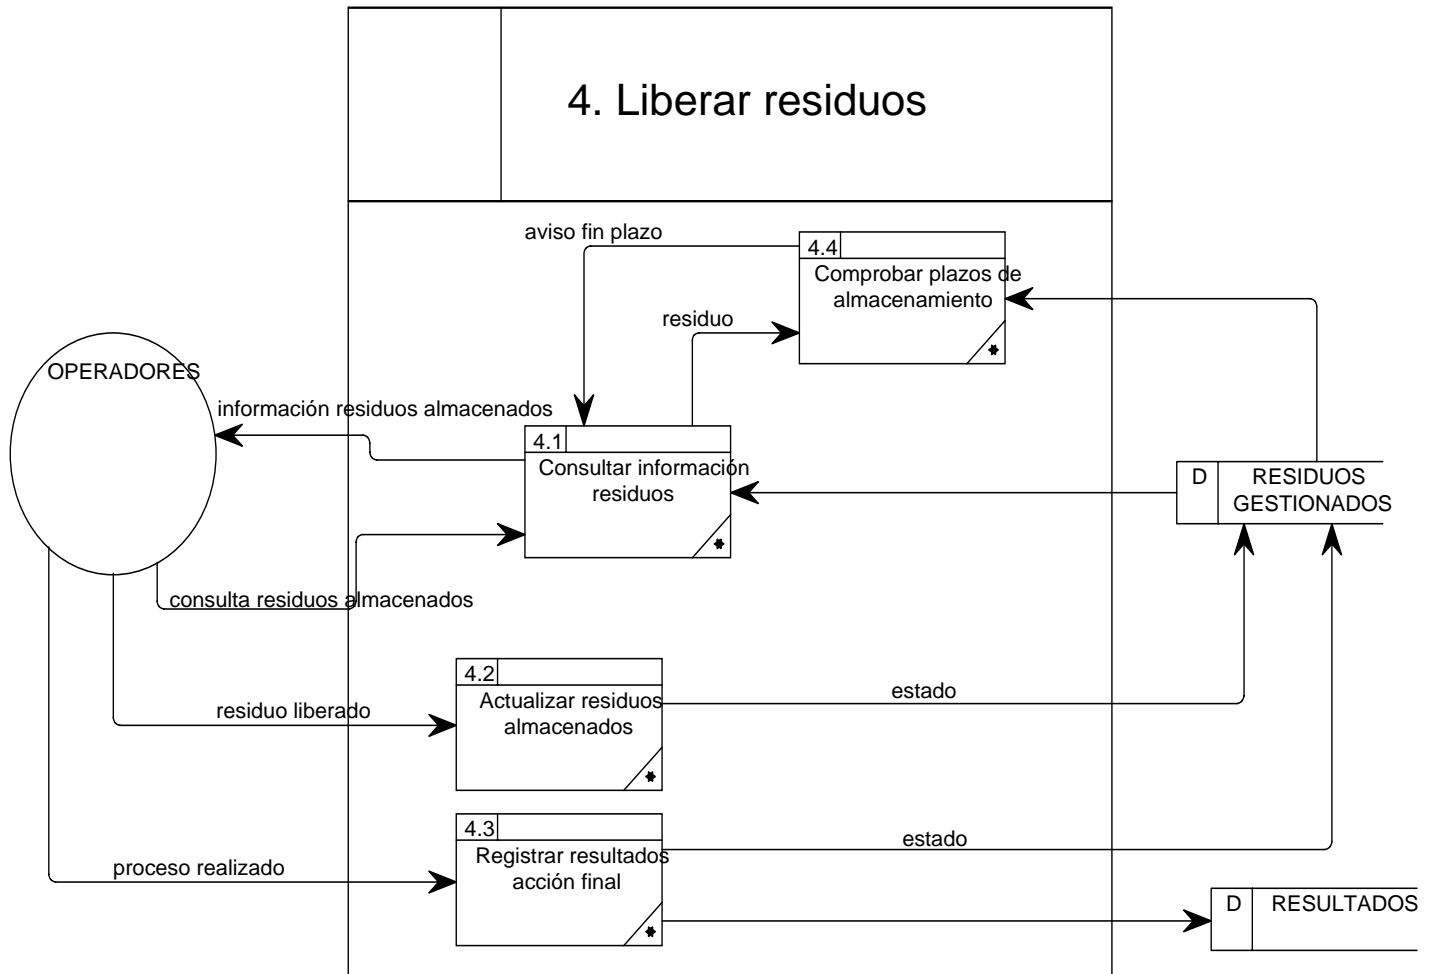 4. Liberar residuos
aviso fin plazo
4.4
Comprobar plazos de
almacenamiento
residuo
OPERADORES
información residuos almacenados
4.1
Consultar información
residuos
D
RESIDUOS
GESTIONADOS
consulta residuos almacenados
4.2
Actualizar residuos
almacenados
estado
residuo liberado
4.3
Registrar resultados
acción final
estado
proceso realizado
D
RESULTADOS